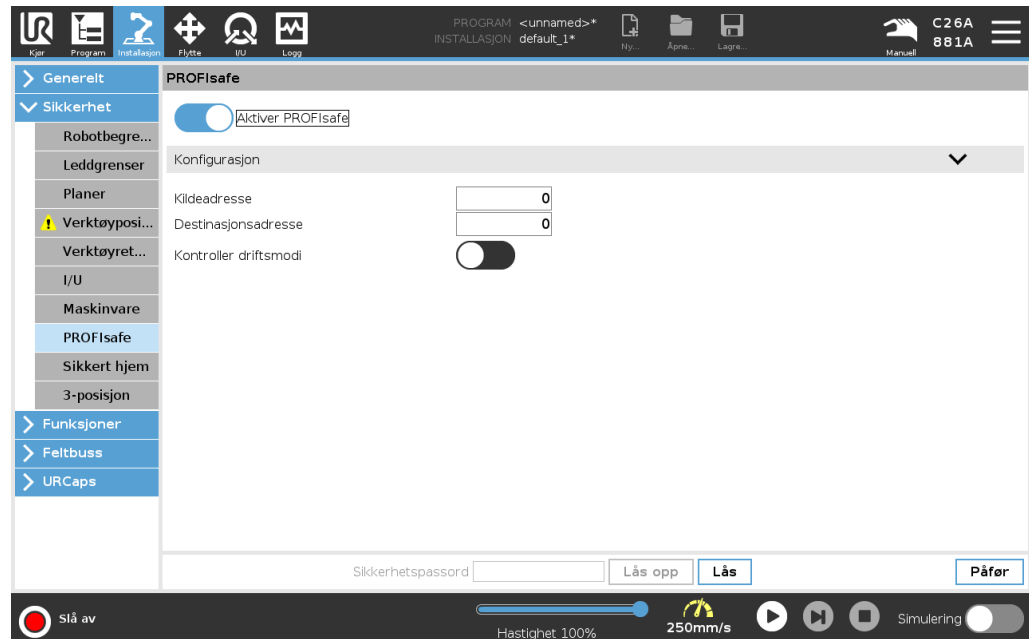 UR
PROGRAM <unnamed>*
INSTALLASJON default_1*
Kjør
Program
Installasjon
Flytte
I/U
Logg
Ny...
Åpne...
Lagre...
Manuell
C26A
881A
Generelt
Sikkerhet
Robotbegre...
Leddgrenser
Planer
Verktøyposi...
Verktøyret...
I/U
Maskinvare
PROFIsafe
Sikkert hjem
3-posisjon
Funksjoner
Feltbuss
URCaps
PROFIsafe
Aktiver PROFIsafe
Konfigurasjon
Kildeadresse 0
Destinasjonsadresse 0
Kontroller driftsmodi
Sikkerhetspassord Lås opp Lås Påfør
Slå av
Hastighet 100%
250mm/s
Simulering